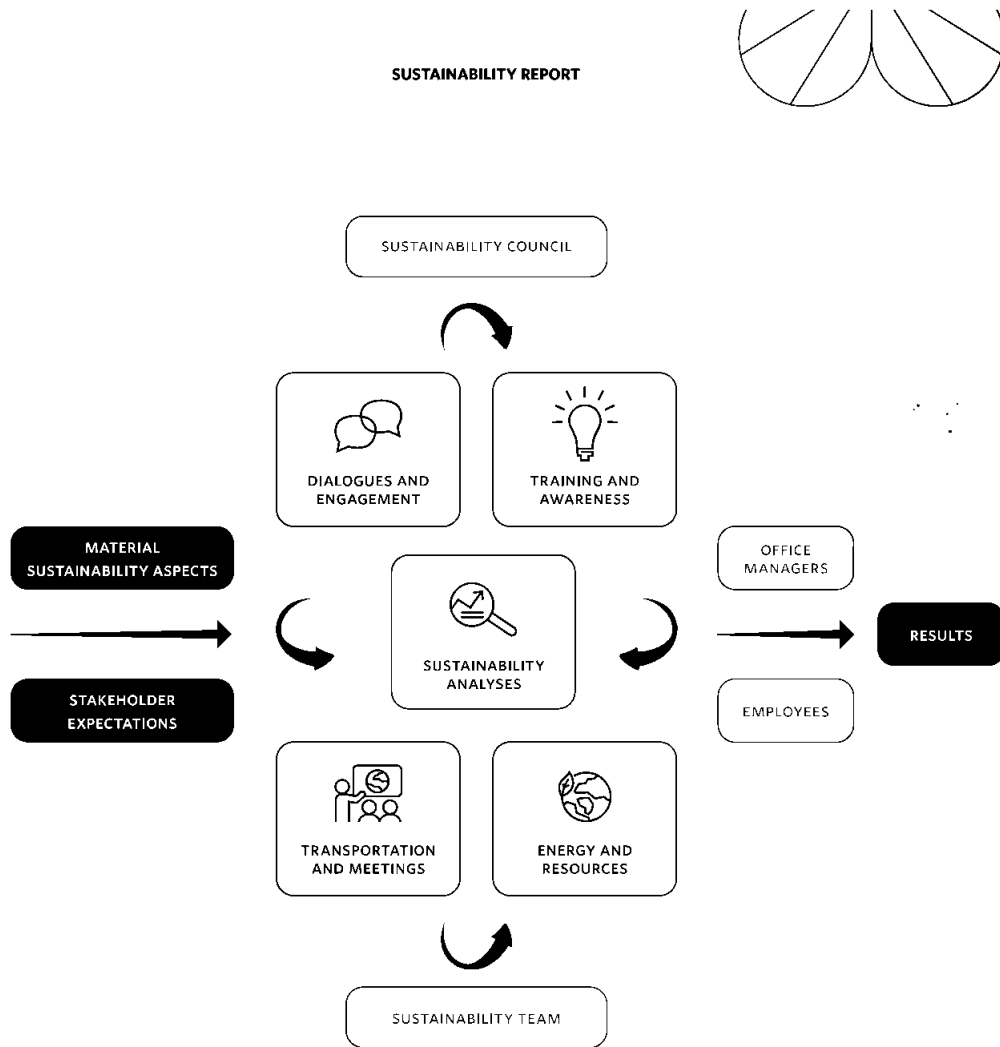 SUSTAINABILITY REPORT
SUSTAINABILITY COUNCIL
DIALOGUES AND
ENGAGEMENT
TRAINING AND
AWARENESS
MATERIAL
SUSTAINABILITY ASPECTS
STAKEHOLDER
EXPECTATIONS
SUSTAINABILITY
ANALYSES
OFFICE
MANAGERS
EMPLOYEES
RESULTS
TRANSPORTATION
AND MEETINGS
ENERGY AND
RESOURCES
SUSTAINABILITY TEAM